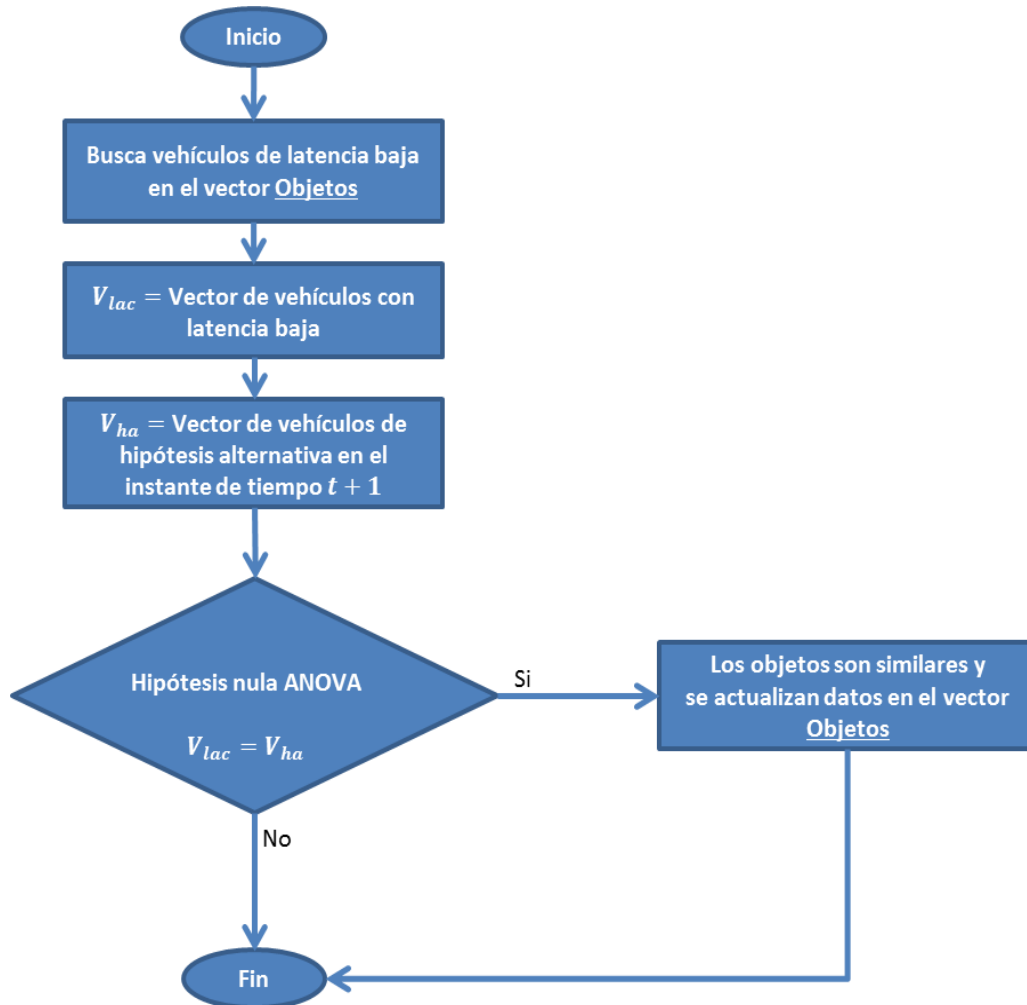 Inicio
Busca vehículos de latencia baja
en el vector Objetos
V_lac = Vector de vehículos con
latencia baja
V_ha = Vector de vehículos de
hipótesis alternativa en el
instante de tiempo t + 1
Hipótesis nula ANOVA
V_lac = V_ha
Si
Los objetos son similares y
se actualizan datos en el vector
Objetos
No
Fin